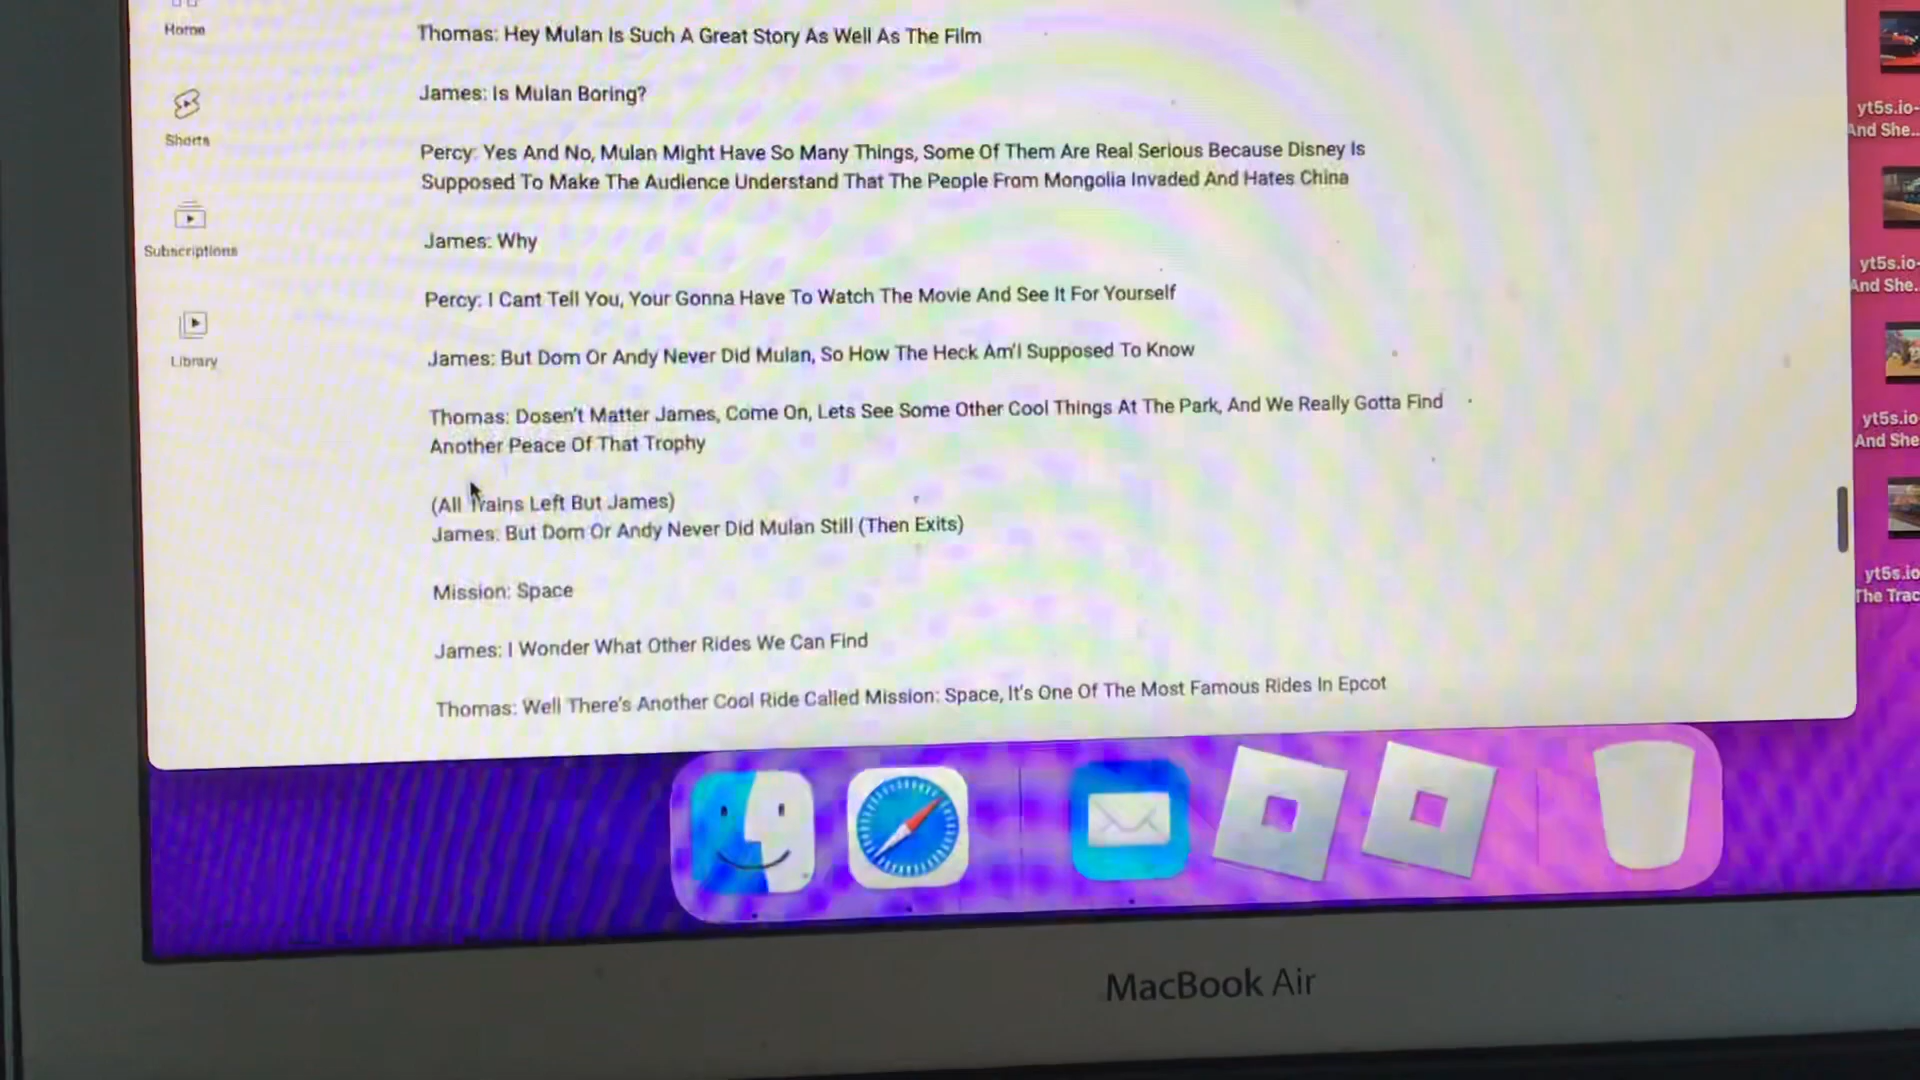 Home
Shorts
Subscriptions
Library
Thomas: Hey Mulan Is Such A Great Story As Well As The Film
James: Is Mulan Boring?
Percy: Yes And No, Mulan Might Have So Many Things, Some Of Them Are Real Serious Because Disney Is
Supposed To Make The Audience Understand That The People From Mongolia Invaded And Hates China
James: Why
Percy: I Cant Tell You, Your Gonna Have To Watch The Movie And See It For Yourself
James: But Dom Or Andy Never Did Mulan, So How The Heck Am'I Supposed To Know
Thomas: Dosen't Matter James, Come On, Lets See Some Other Cool Things At The Park, And We Really Gotta Find
Another Peace Of That Trophy
(All Trains Left But James)
James: But Dom Or Andy Never Did Mulan Still (Then Exits)
Mission: Space
James: I Wonder What Other Rides We Can Find
Thomas: Well There's Another Cool Ride Called Mission: Space, It's One Of The Most Famous Rides In Epcot
yt5s.io-
And She...
yt5s.io-
And She.
yt5s.io
And She
yt5s.io
The Trac
MacBook Air